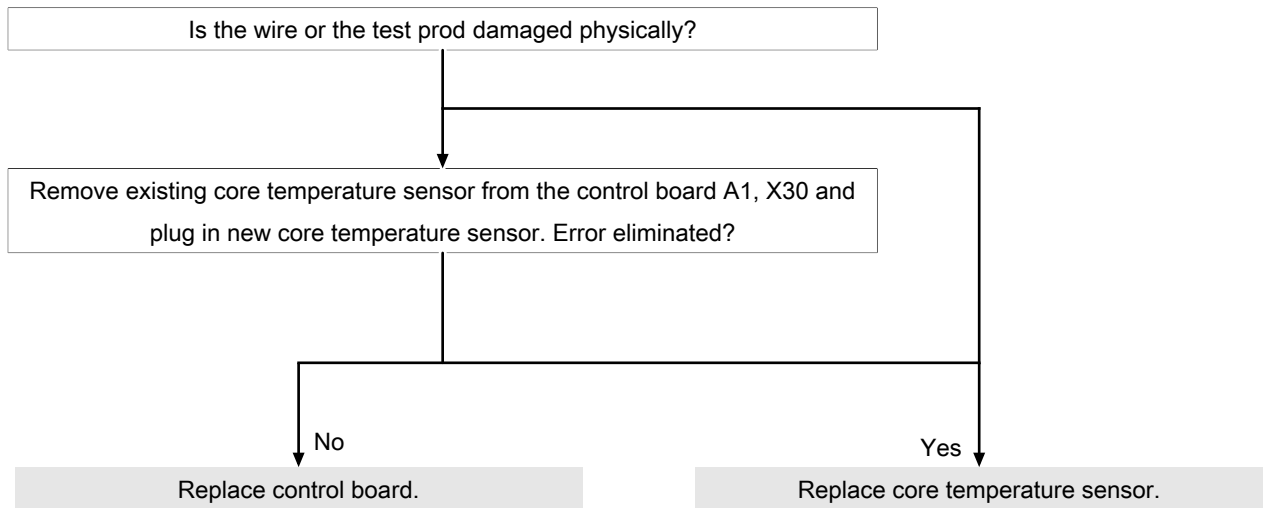 Is the wire or the test prod damaged physically?
Remove existing core temperature sensor from the control board A1, X30 and
plug in new core temperature sensor. Error eliminated?
No
Yes
Replace control board.
Replace core temperature sensor.